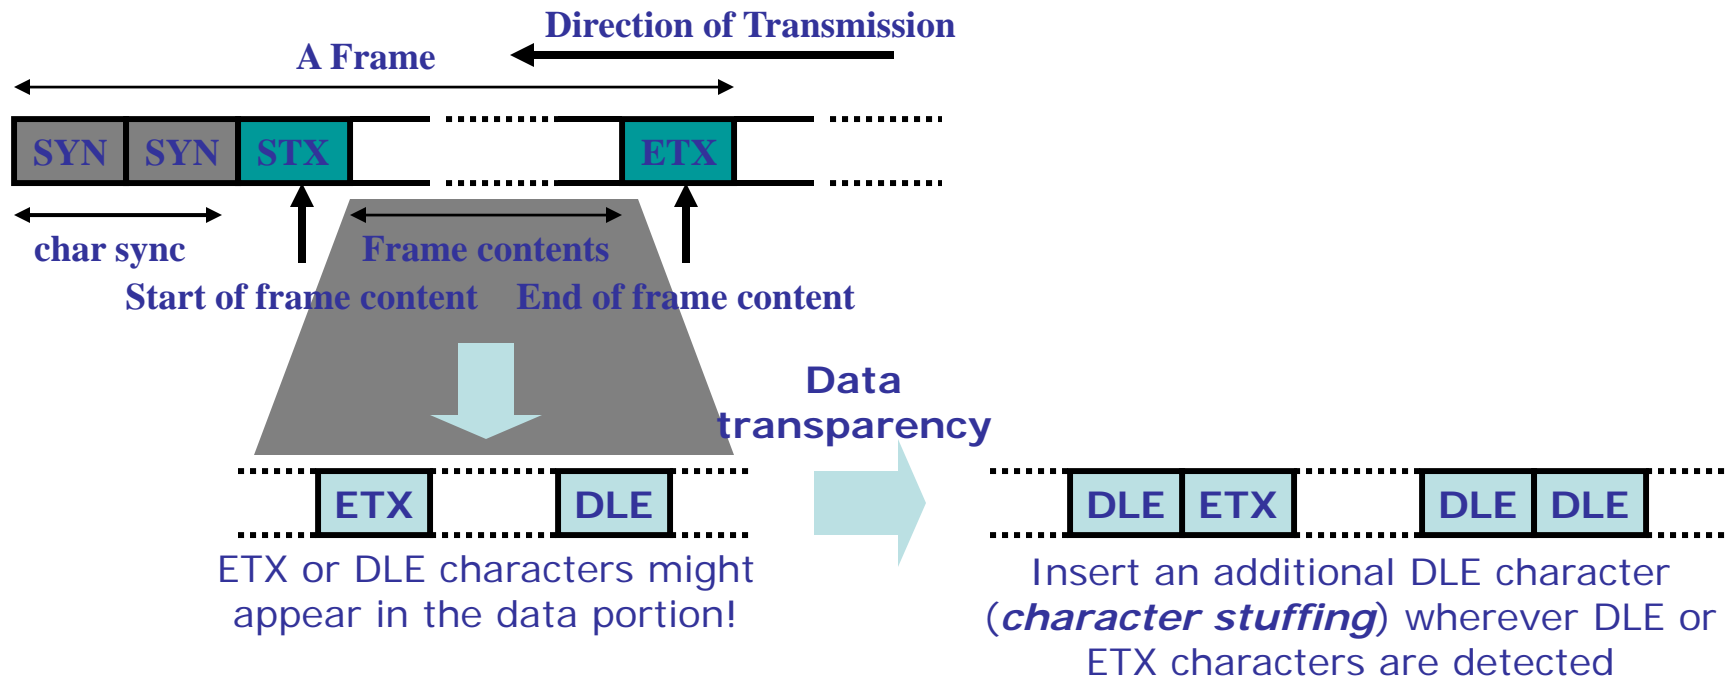 Direction of Transmission
A Frame
SYN SYN STX ETX
char sync Frame contents
Start of frame content End of frame content
Data
transparency
ETX DLE DLE ETX DLE DLE
ETX or DLE characters might
appear in the data portion!
Insert an additional DLE character
(character stuffing) wherever DLE or
ETX characters are detected